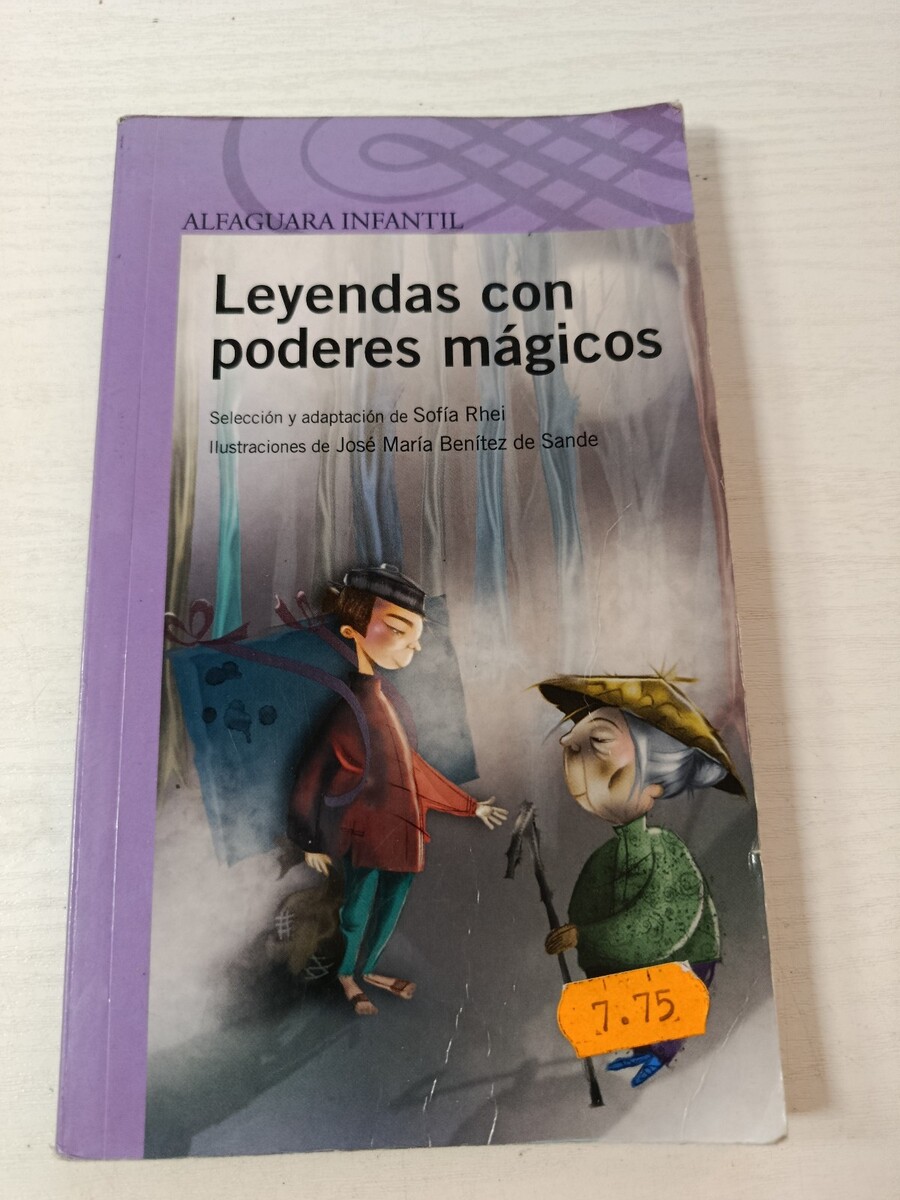 ALFAGUARA INFANTIL
Leyendas con
poderes mágicos
Selección y adaptación de Sofía Rhei
Ilustraciones de José María Benítez de Sande
7.75